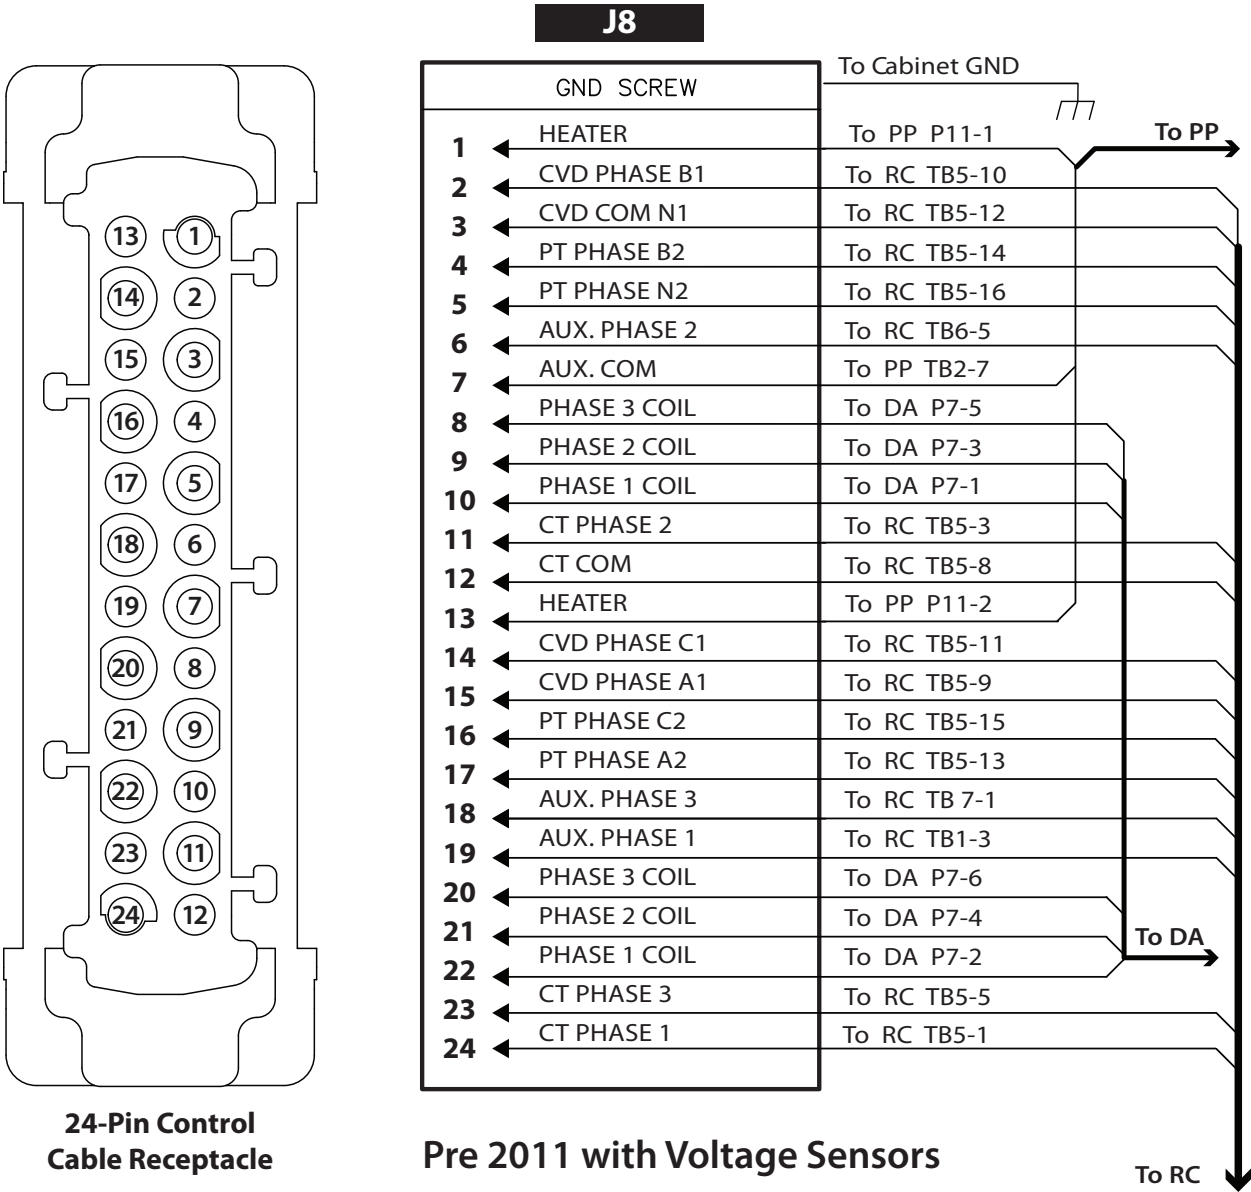 J8
GND SCREW
To Cabinet GND
1 HEATER To PP P11-1
To PP
2 CVD PHASE B1 To RC TB5-10
3 CVD COM N1 To RC TB5-12
4 PT PHASE B2 To RC TB5-14
5 PT PHASE N2 To RC TB5-16
6 AUX. PHASE 2 To RC TB6-5
7 AUX. COM To PP TB2-7
8 PHASE 3 COIL To DA P7-5
9 PHASE 2 COIL To DA P7-3
10 PHASE 1 COIL To DA P7-1
11 CT PHASE 2 To RC TB5-3
12 CT COM To RC TB5-8
13 HEATER To PP P11-2
14 CVD PHASE C1 To RC TB5-11
15 CVD PHASE A1 To RC TB5-9
16 PT PHASE C2 To RC TB5-15
17 PT PHASE A2 To RC TB5-13
18 AUX. PHASE 3 To RC TB 7-1
19 AUX. PHASE 1 To RC TB1-3
20 PHASE 3 COIL To DA P7-6
21 PHASE 2 COIL To DA P7-4
To DA
22 PHASE 1 COIL To DA P7-2
23 CT PHASE 3 To RC TB5-5
24 CT PHASE 1 To RC TB5-1
13 1
14 2
15 3
16 4
17 5
18 6
19 7
20 8
21 9
22 10
23 11
24 12
24-Pin Control
Cable Receptacle
Pre 2011 with Voltage Sensors
To RC